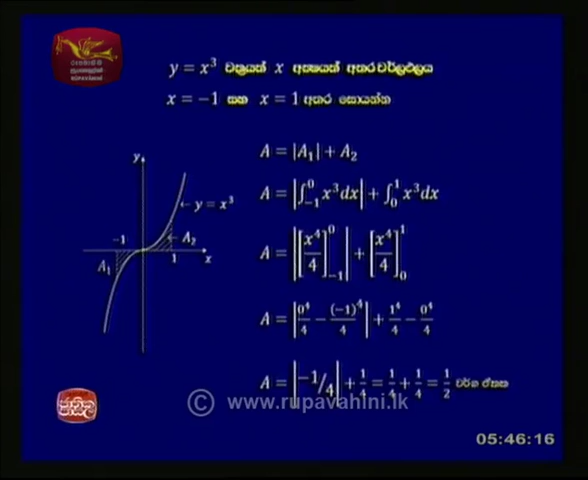 y = x³ වක්‍රයත් x අක්ෂයත් අතර වර්ගඵලය
x = −1 සහ x = 1 අතර සොයන්න
A = |A₁| + A₂
A = |∫₋₁⁰ x³dx| + ∫₀¹ x³dx
A = |[x⁴/4]₋₁⁰| + [x⁴/4]₀¹
A = |0⁴/4 − (−1)⁴/4| + 1⁴/4 − 0⁴/4
A = |−1/4| + 1/4 = 1/4 + 1/4 = 1/2 වර්ග ඒකක
y
y = x³
−1
A₂
A₁
1
x
© www.rupavahini.lk
05:46:16